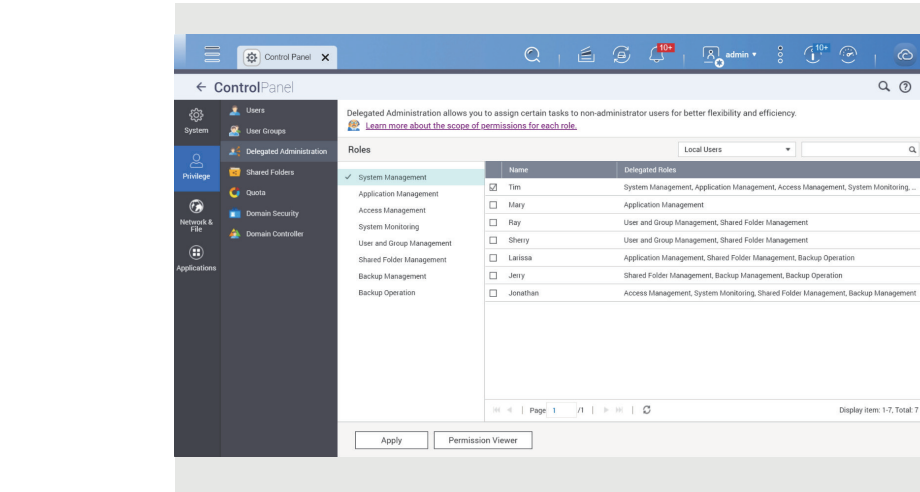 Control Panel
10+
admin
10+
ControlPanel
System
Privilege
Network &
File
Applications
Users
User Groups
Delegated Administration
Shared Folders
Quota
Domain Security
Domain Controller
Delegated Administration allows you to assign certain tasks to non-administrator users for better flexibility and efficiency.
Learn more about the scope of permissions for each role.
Roles
Local Users
System Management
Application Management
Access Management
System Monitoring
User and Group Management
Shared Folder Management
Backup Management
Backup Operation
Name Delegated Roles
Tim System Management, Application Management, Access Management, System Monitoring, ...
Mary Application Management
Ray User and Group Management, Shared Folder Management
Sherry User and Group Management, Shared Folder Management
Larissa Application Management, Shared Folder Management, Backup Operation
Jerry Shared Folder Management, Backup Management, Backup Operation
Jonathan Access Management, System Monitoring, Shared Folder Management, Backup Management
Page 1 /1
Display item: 1-7, Total: 7
Apply
Permission Viewer